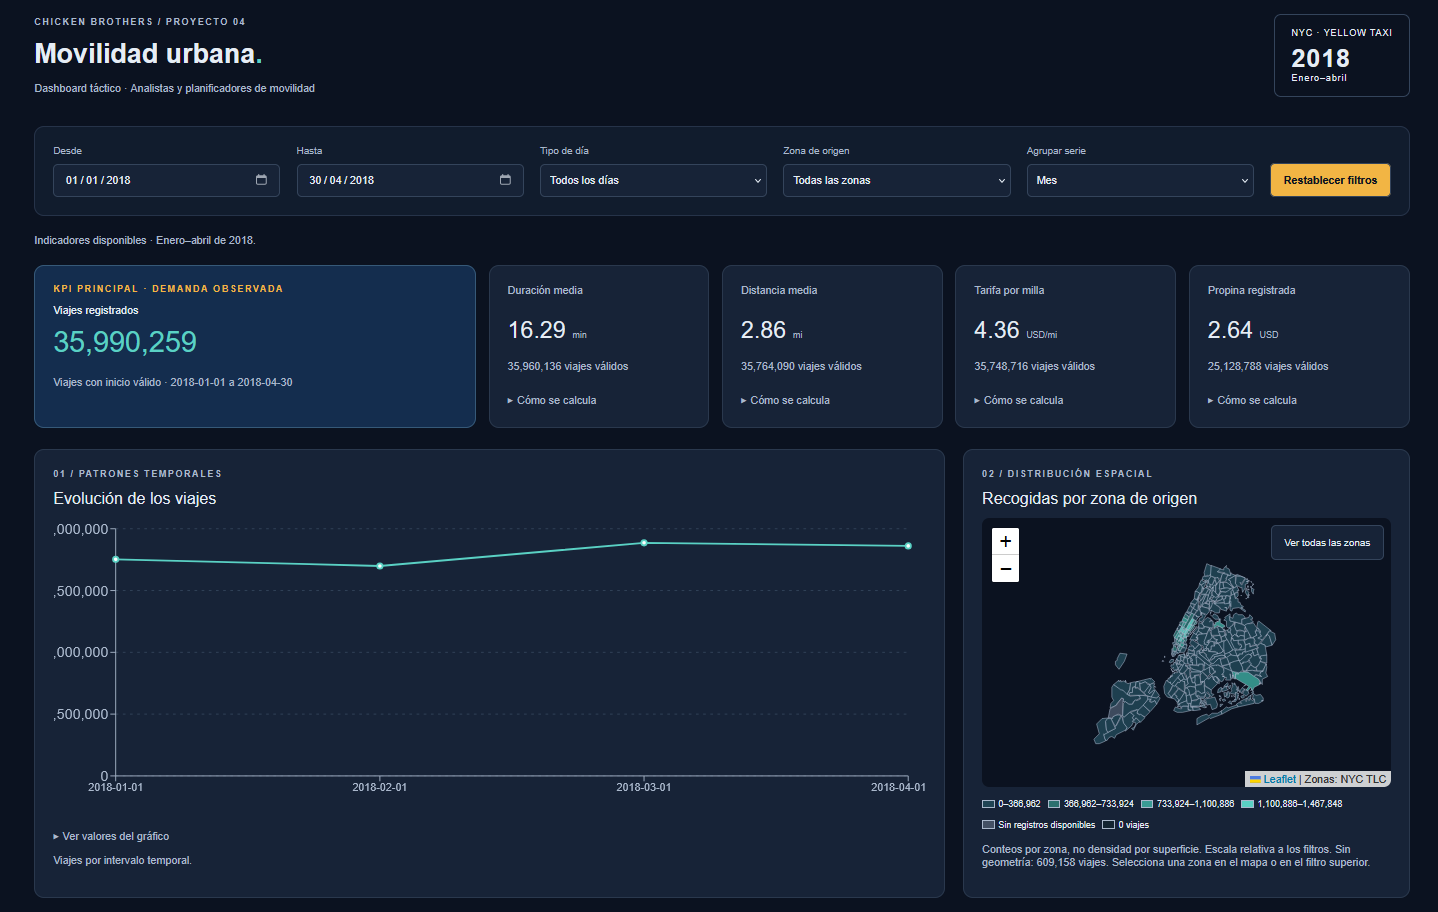 CHICKEN BROTHERS / PROYECTO 04
Movilidad urbana.
Dashboard táctico · Analistas y planificadores de movilidad
NYC · YELLOW TAXI
2018
Enero–abril
Desde
01 / 01 / 2018
Hasta
30 / 04 / 2018
Tipo de día
Todos los días
Zona de origen
Todas las zonas
Agrupar serie
Mes
Restablecer filtros
Indicadores disponibles · Enero–abril de 2018.
KPI PRINCIPAL · DEMANDA OBSERVADA
Viajes registrados
35,990,259
Viajes con inicio válido · 2018-01-01 a 2018-04-30
Duración media
16.29 min
35,960,136 viajes válidos
▸ Cómo se calcula
Distancia media
2.86 mi
35,764,090 viajes válidos
▸ Cómo se calcula
Tarifa por milla
4.36 USD/mi
35,748,716 viajes válidos
▸ Cómo se calcula
Propina registrada
2.64 USD
25,128,788 viajes válidos
▸ Cómo se calcula
01 / PATRONES TEMPORALES
Evolución de los viajes
,000,000
,500,000
,000,000
,500,000
0
2018-01-01
2018-02-01
2018-03-01
2018-04-01
▸ Ver valores del gráfico
Viajes por intervalo temporal.
02 / DISTRIBUCIÓN ESPACIAL
Recogidas por zona de origen
+
−
Ver todas las zonas
Leaflet | Zonas: NYC TLC
0–366,962
366,962–733,924
733,924–1,100,886
1,100,886–1,467,848
Sin registros disponibles
0 viajes
Conteos por zona, no densidad por superficie. Escala relativa a los filtros. Sin
geometría: 609,158 viajes. Selecciona una zona en el mapa o en el filtro superior.